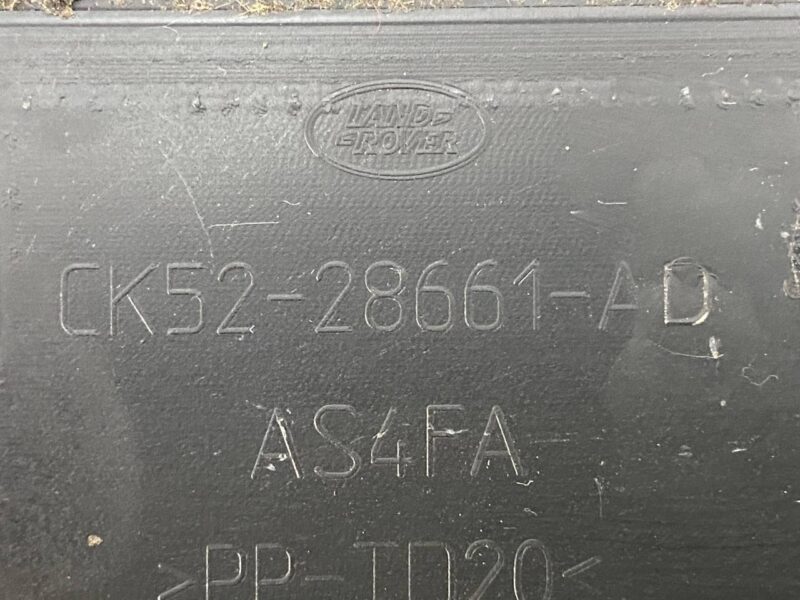 LAND
ROVER
CK52-28661-AD
AS4FA
>PP-TD20<